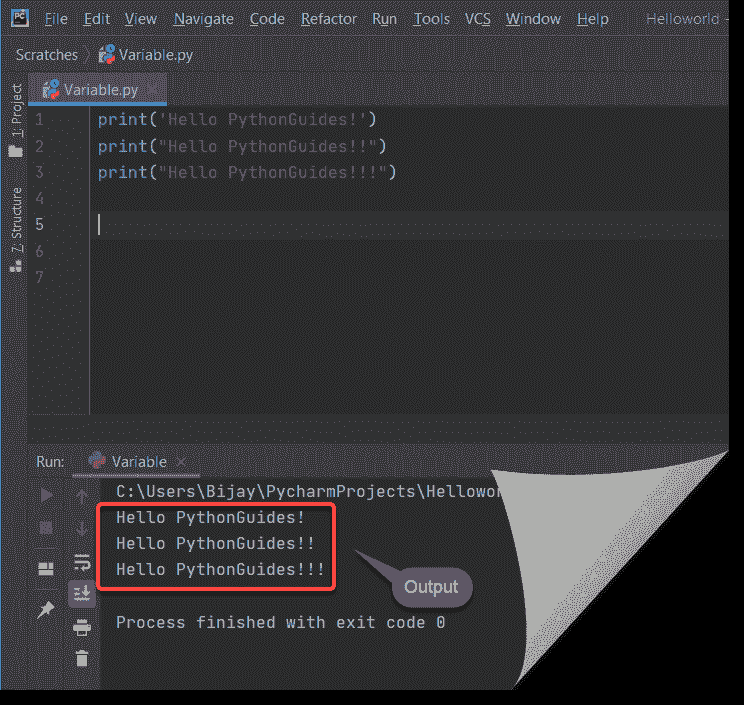 PC File Edit View Navigate Code Refactor Run Tools VCS Window Help Helloworld -
Scratches Variable.py
Variable.py
1: Project
7: Structure
1 print('Hello PythonGuides!')
2 print("Hello PythonGuides!!")
3 print("Hello PythonGuides!!!")
4
5
6
7
Run: Variable
C:\Users\Bijay\PycharmProjects\Hellowor
Hello PythonGuides!
Hello PythonGuides!!
Hello PythonGuides!!!
Output
Process finished with exit code 0